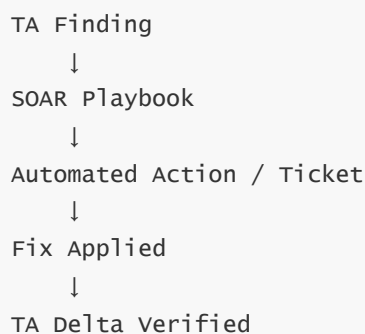 TA Finding
↓
SOAR Playbook
↓
Automated Action / Ticket
↓
Fix Applied
↓
TA Delta Verified